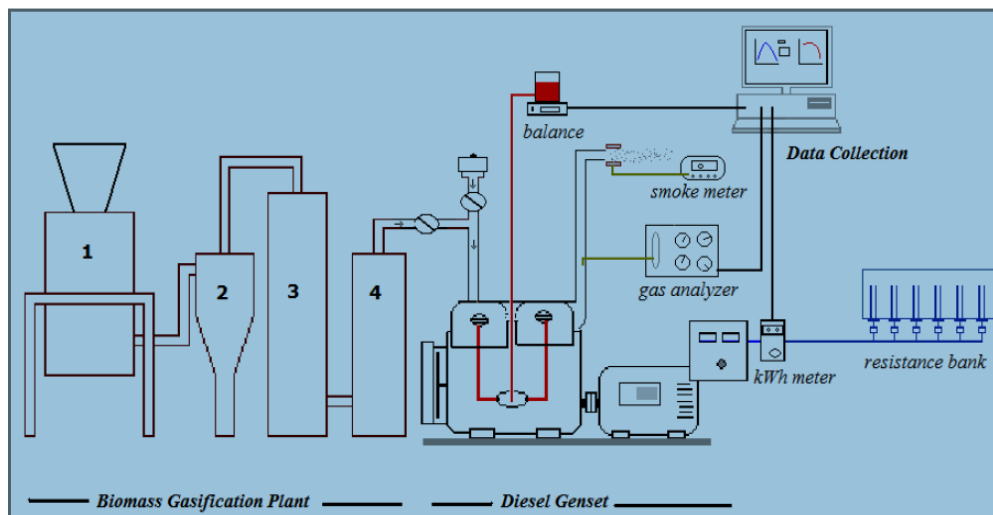 balance
Data Collection
smoke meter
1
2
3
4
gas analyzer
kWh meter
resistance bank
Biomass Gasification Plant
Diesel Genset